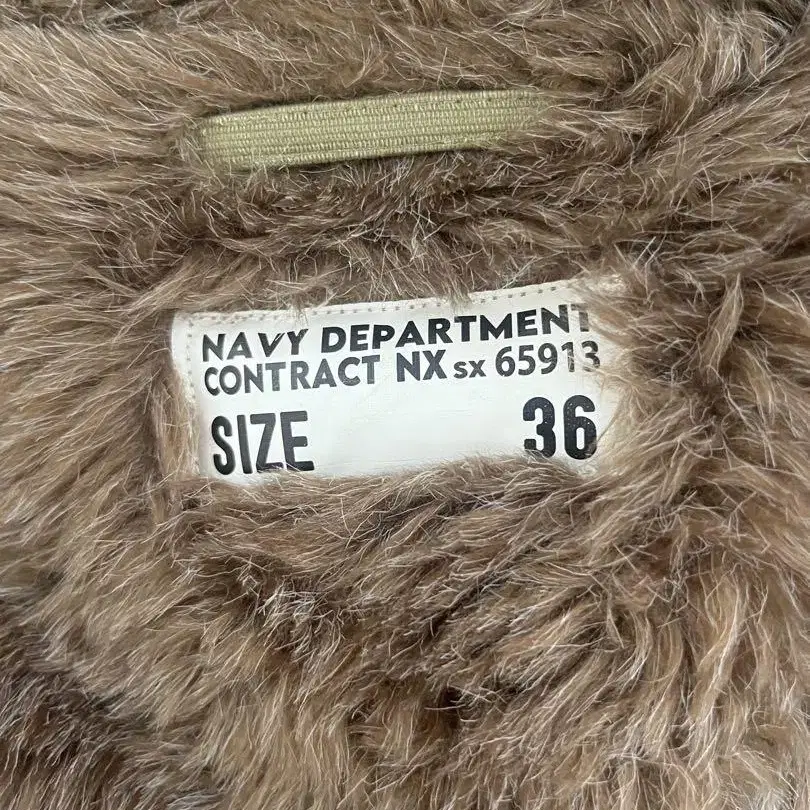 NAVY DEPARTMENT
CONTRACT NX sx 65913
SIZE 36